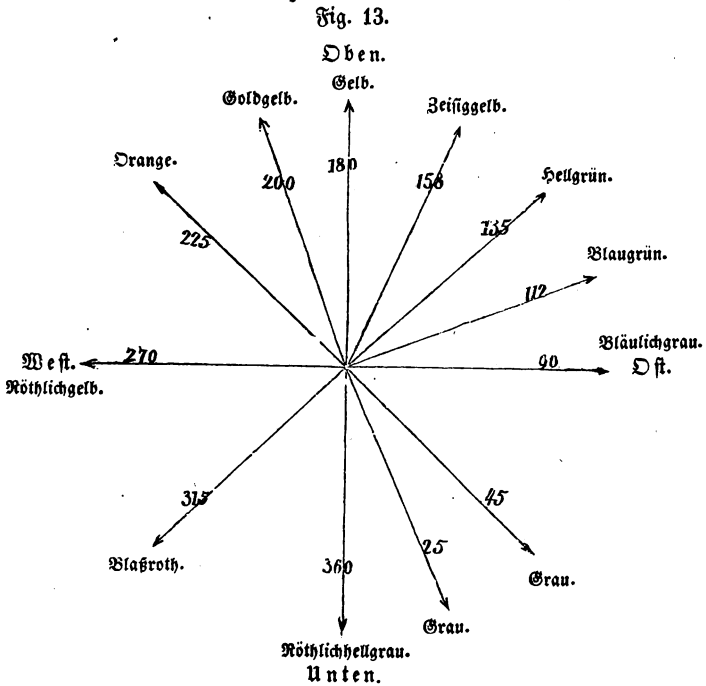 Fig. 13.
Oben.
Gelb.
Goldgelb.
Zeisiggelb.
Orange.
180
200
158
Hellgrün.
135
225
Blaugrün.
112
Bläulichgrau.
West.
270
90
Ost.
Röthlichgelb.
315
45
25
Blaßroth.
360
Grau.
Grau.
Röthlichhellgrau.
Unten.